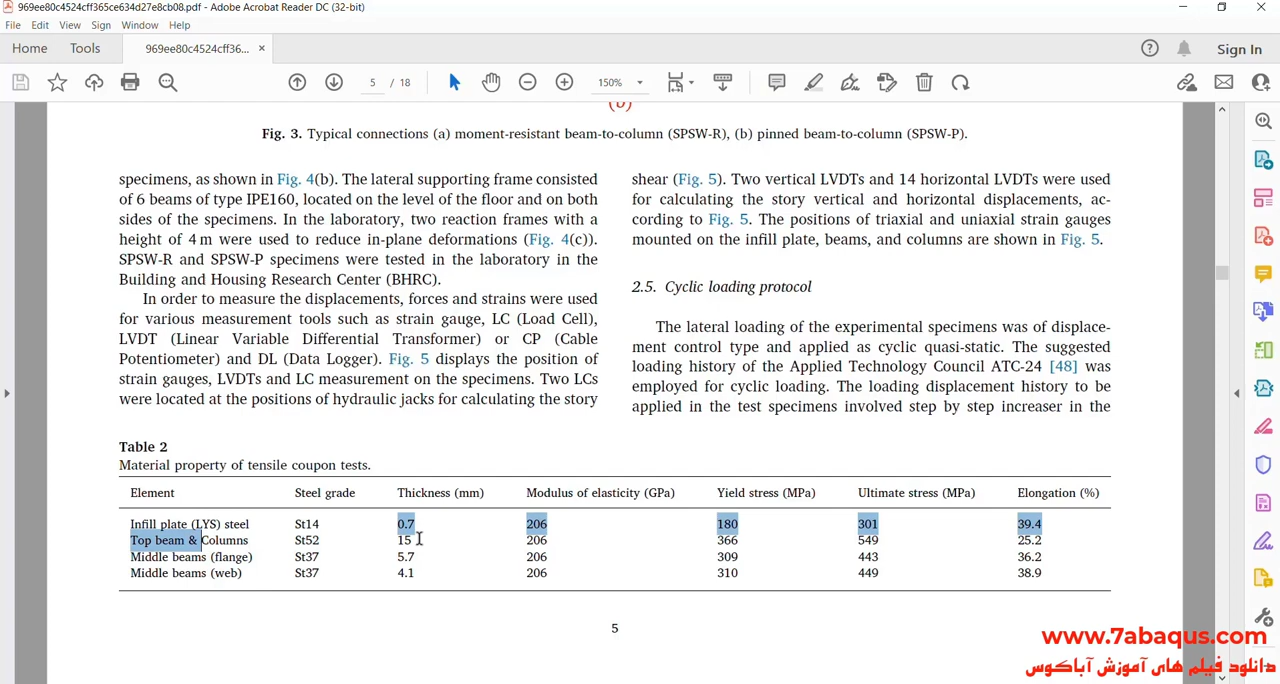 969ee80c4524cff365ce634d27e8cb08.pdf - Adobe Acrobat Reader DC (32-bit)
File Edit View Sign Window Help
Home Tools 969ee80c4524cff36... × Sign In
5 / 18 150%
(b)
Fig. 3. Typical connections (a) moment-resistant beam-to-column (SPSW-R), (b) pinned beam-to-column (SPSW-P).
specimens, as shown in Fig. 4(b). The lateral supporting frame consisted
of 6 beams of type IPE160, located on the level of the floor and on both
sides of the specimens. In the laboratory, two reaction frames with a
height of 4 m were used to reduce in-plane deformations (Fig. 4(c)).
SPSW-R and SPSW-P specimens were tested in the laboratory in the
Building and Housing Research Center (BHRC).
In order to measure the displacements, forces and strains were used
for various measurement tools such as strain gauge, LC (Load Cell),
LVDT (Linear Variable Differential Transformer) or CP (Cable
Potentiometer) and DL (Data Logger). Fig. 5 displays the position of
strain gauges, LVDTs and LC measurement on the specimens. Two LCs
were located at the positions of hydraulic jacks for calculating the story
shear (Fig. 5). Two vertical LVDTs and 14 horizontal LVDTs were used
for calculating the story vertical and horizontal displacements, ac-
cording to Fig. 5. The positions of triaxial and uniaxial strain gauges
mounted on the infill plate, beams, and columns are shown in Fig. 5.
2.5. Cyclic loading protocol
The lateral loading of the experimental specimens was of displace-
ment control type and applied as cyclic quasi-static. The suggested
loading history of the Applied Technology Council ATC-24 [48] was
employed for cyclic loading. The loading displacement history to be
applied in the test specimens involved step by step increaser in the
Table 2
Material property of tensile coupon tests.
Element Steel grade Thickness (mm) Modulus of elasticity (GPa) Yield stress (MPa) Ultimate stress (MPa) Elongation (%)
Infill plate (LYS) steel St14 0.7 206 180 301 39.4
Top beam & Columns St52 15 206 366 549 25.2
Middle beams (flange) St37 5.7 206 309 443 36.2
Middle beams (web) St37 4.1 206 310 449 38.9
5
www.7abaqus.com
دانلود فیلم های آموزش آباکوس